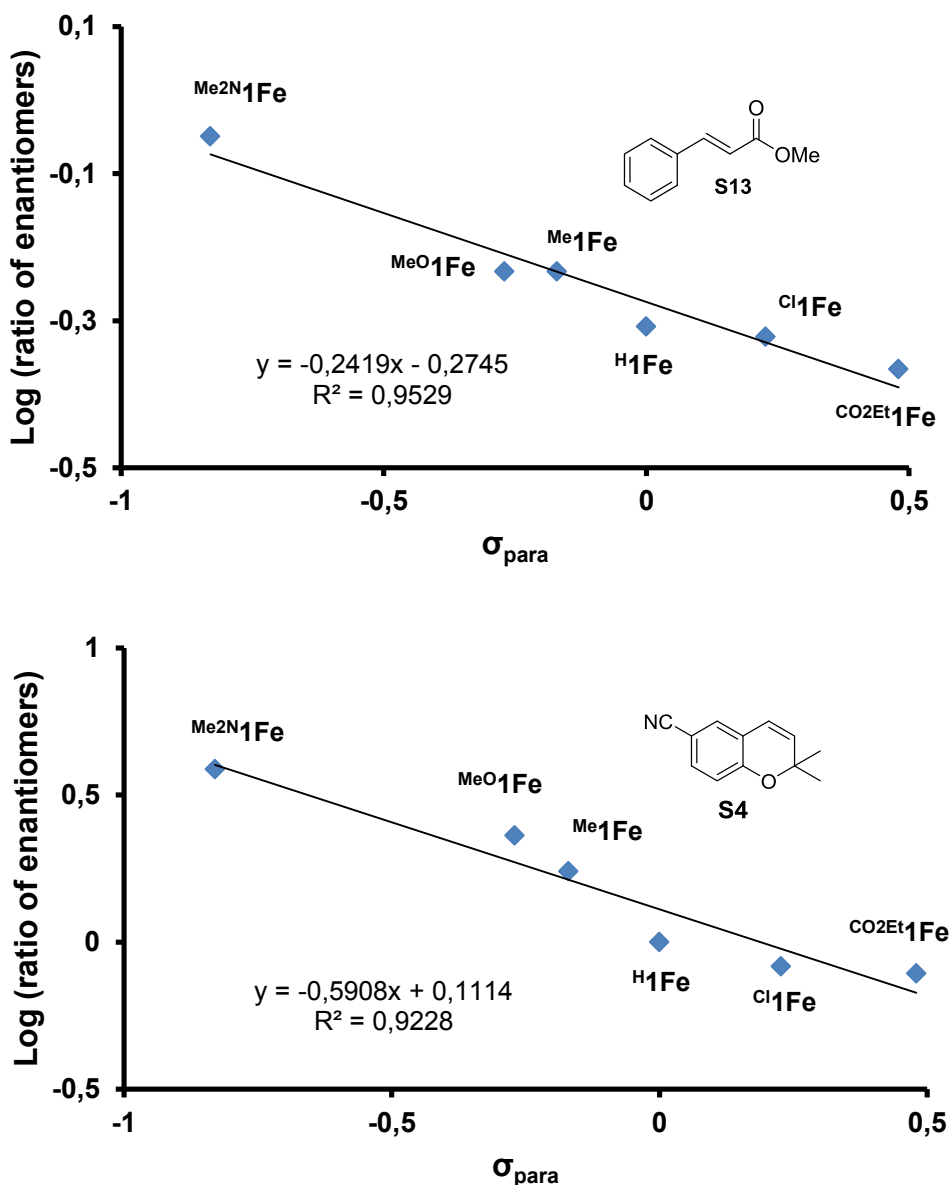 Log (ratio of enantiomers)
0,1
-0,1
-0,3
-0,5
Me2N1Fe
MeO1Fe
Me1Fe
H1Fe
Cl1Fe
CO2Et1Fe
O
OMe
S13
y = -0,2419x - 0,2745
R² = 0,9529
-1
-0,5
0
0,5
σpara
Log (ratio of enantiomers)
1
0,5
0
-0,5
Me2N1Fe
MeO1Fe
Me1Fe
H1Fe
Cl1Fe
CO2Et1Fe
NC
O
S4
y = -0,5908x + 0,1114
R² = 0,9228
-1
-0,5
0
0,5
σpara